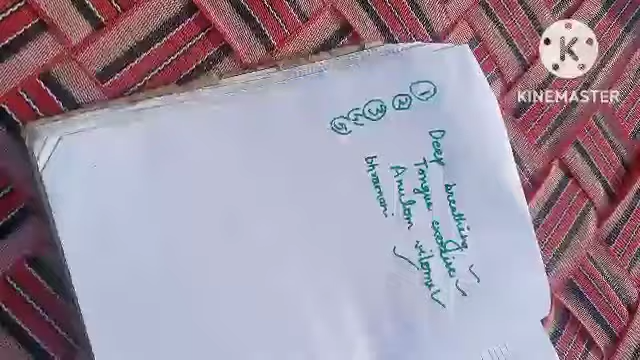 ① Deep breathing ✓
② Tongue exercise ✓
③ Anulom vilom ✓
④ bhramari ✓
⑤
KINEMASTER